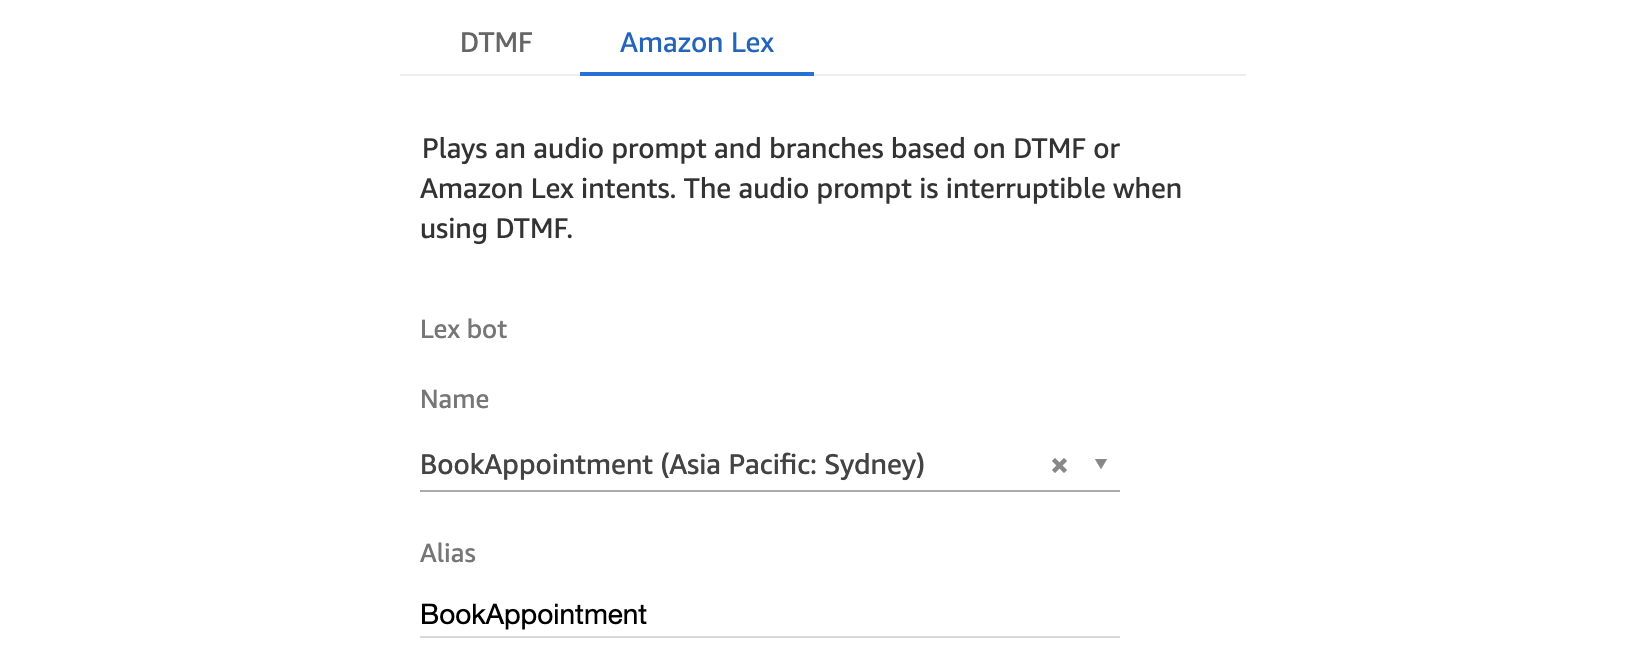 DTMF Amazon Lex
Plays an audio prompt and branches based on DTMF or
Amazon Lex intents. The audio prompt is interruptible when
using DTMF.
Lex bot
Name
BookAppointment (Asia Pacific: Sydney)
Alias
BookAppointment